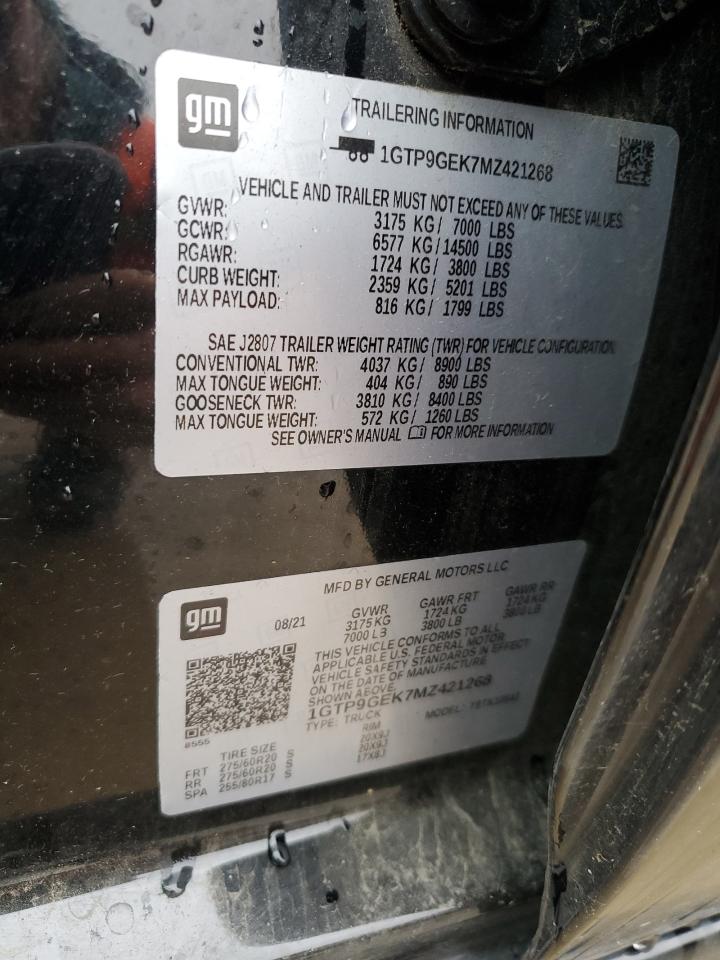 gm
TRAILERING INFORMATION
1GTP9GEK7MZ421268
VEHICLE AND TRAILER MUST NOT EXCEED ANY OF THESE VALUES.
GVWR: 3175 KG/ 7000 LBS
GCWR: 6577 KG/14500 LBS
RGAWR: 1724 KG/ 3800 LBS
CURB WEIGHT: 2359 KG/ 5201 LBS
MAX PAYLOAD: 816 KG/ 1799 LBS
SAE J2807 TRAILER WEIGHT RATING (TWR) FOR VEHICLE CONFIGURATION.
CONVENTIONAL TWR: 4037 KG/ 8900 LBS
MAX TONGUE WEIGHT: 404 KG/ 890 LBS
GOOSENECK TWR: 3810 KG/ 8400 LBS
MAX TONGUE WEIGHT: 572 KG/ 1260 LBS
SEE OWNER'S MANUAL FOR MORE INFORMATION
gm
MFD BY GENERAL MOTORS LLC
08/21 GVWR GAWR FRT GAWR RR
3175 KG 1724 KG 1724 KG
7000 LB 3800 LB 3800 LB
THIS VEHICLE CONFORMS TO ALL
APPLICABLE U.S. FEDERAL MOTOR
VEHICLE SAFETY STANDARDS IN EFFECT
ON THE DATE OF MANUFACTURE
SHOWN ABOVE.
1GTP9GEK7MZ421268
TYPE: TRUCK MODEL:
#555
TIRE SIZE RIM
FRT 275/60R20 S 20X9J
RR 275/60R20 S 20X9J
SPA 255/80R17 S 17X8J